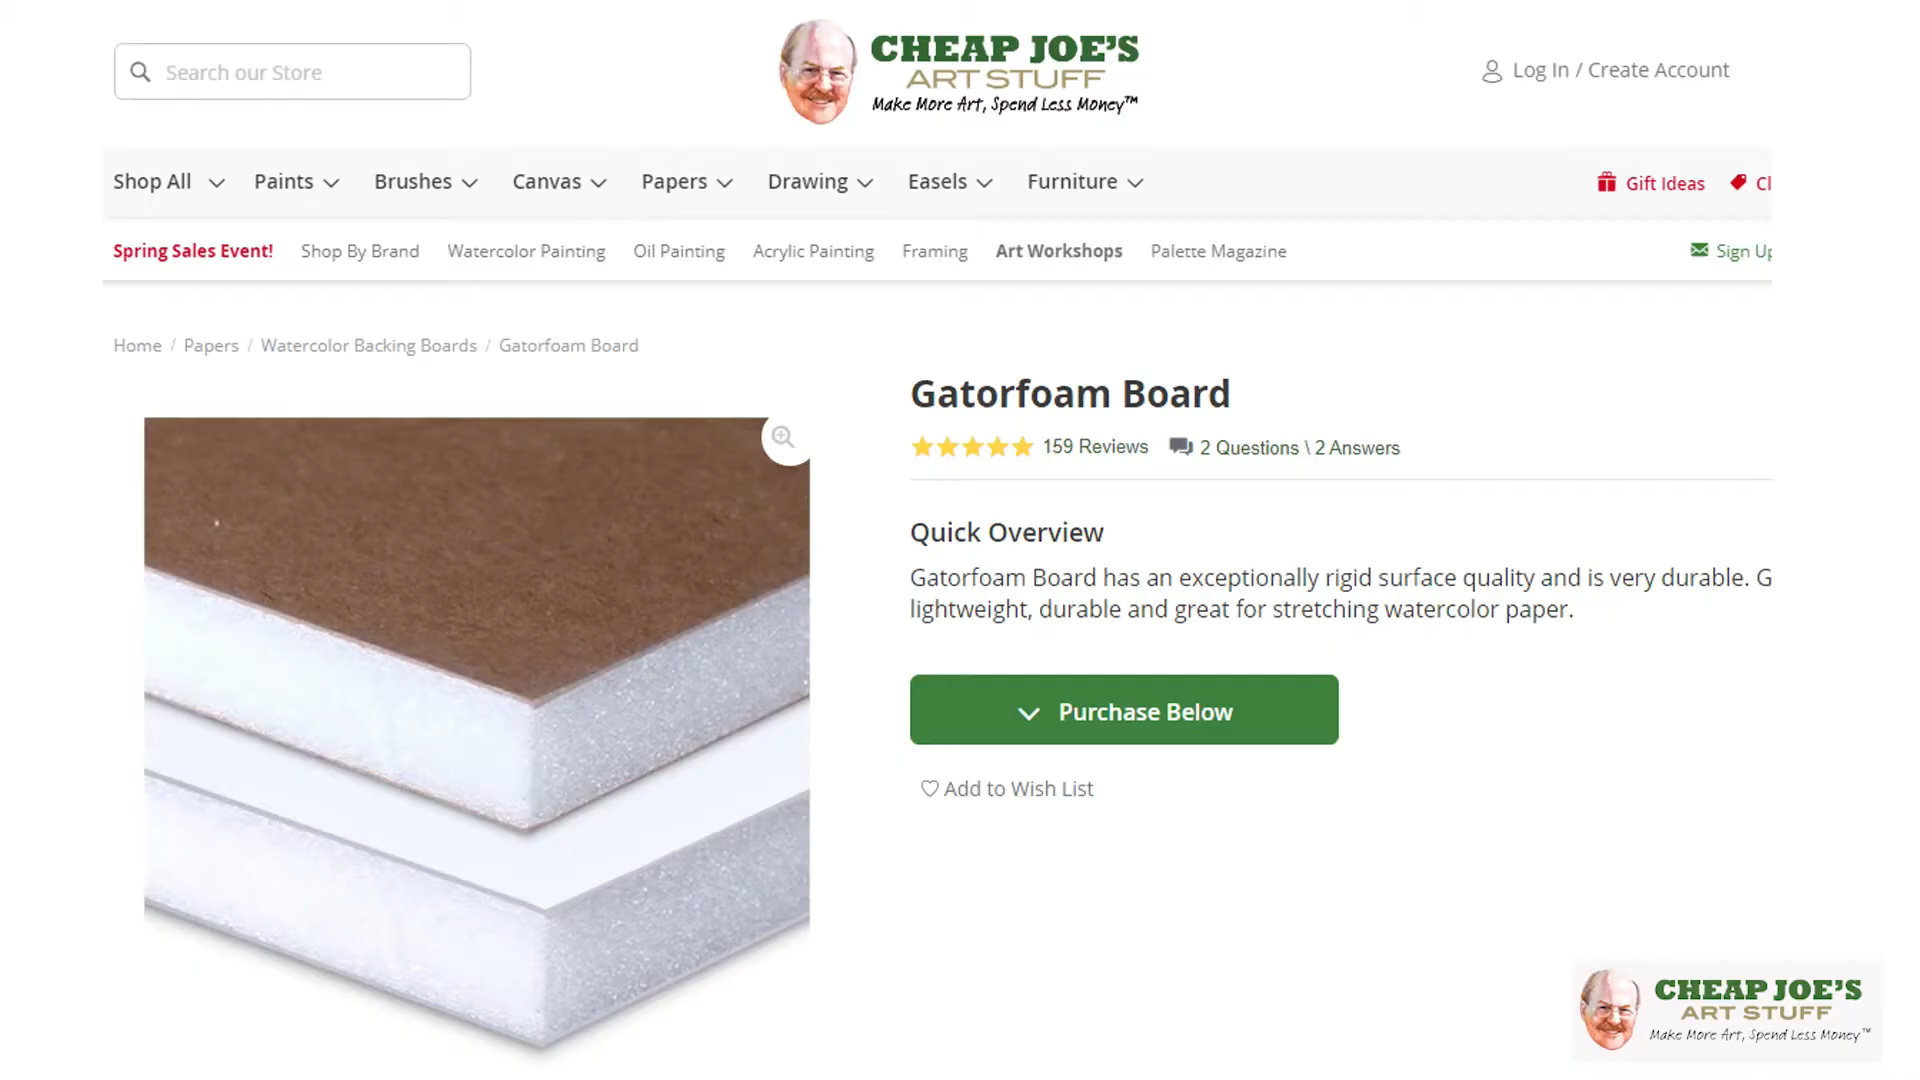 Search our Store
CHEAP JOE'S
ART STUFF
Make More Art, Spend Less Money™
Log In / Create Account
Shop All
Paints
Brushes
Canvas
Papers
Drawing
Easels
Furniture
Gift Ideas
Cl
Spring Sales Event!
Shop By Brand
Watercolor Painting
Oil Painting
Acrylic Painting
Framing
Art Workshops
Palette Magazine
Sign Up
Home / Papers / Watercolor Backing Boards / Gatorfoam Board
Gatorfoam Board
159 Reviews
2 Questions \ 2 Answers
Quick Overview
Gatorfoam Board has an exceptionally rigid surface quality and is very durable. G
lightweight, durable and great for stretching watercolor paper.
Purchase Below
Add to Wish List
CHEAP JOE'S
ART STUFF
Make More Art, Spend Less Money™